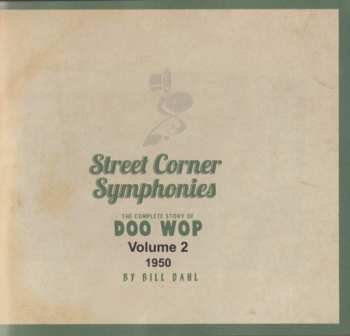 Street Corner
Symphonies
THE COMPLETE STORY OF
DOO WOP
Volume 2
1950
BY BILL DAHL